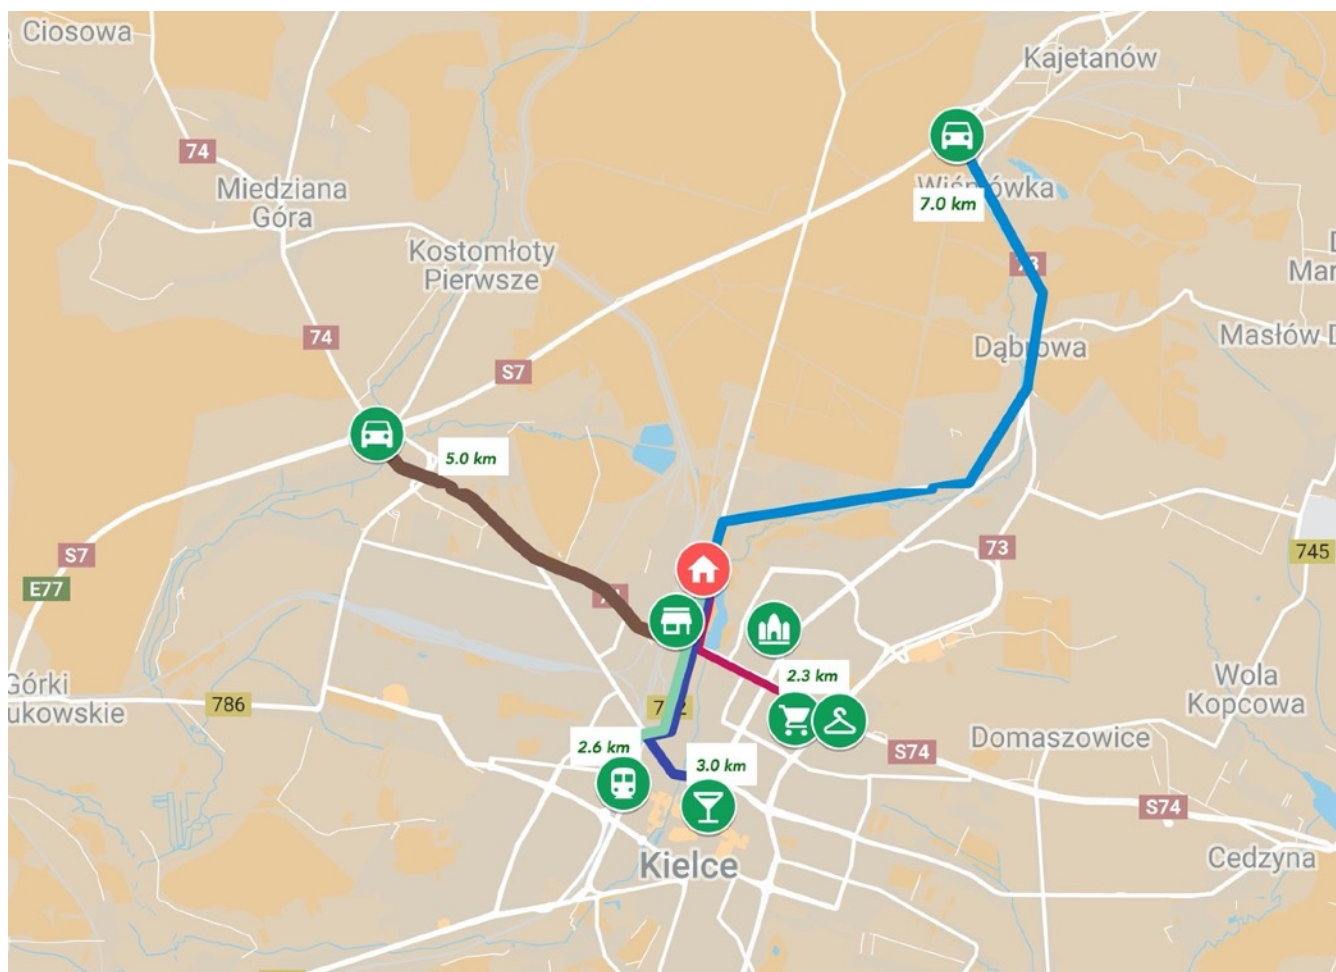 Ciosowa
Kajetanów
74
Miedziana
Góra
7.0 km
Kostomłoty
Pierwsze
73
Mar
74
Dąbrowa
Masłów D
S7
5.0 km
S7
73
745
E77
2.3 km
Górki
ukowskie
786
Wola
Kopcowa
2.6 km
3.0 km
S74
Domaszowice
S74
Kielce
Cedzyna